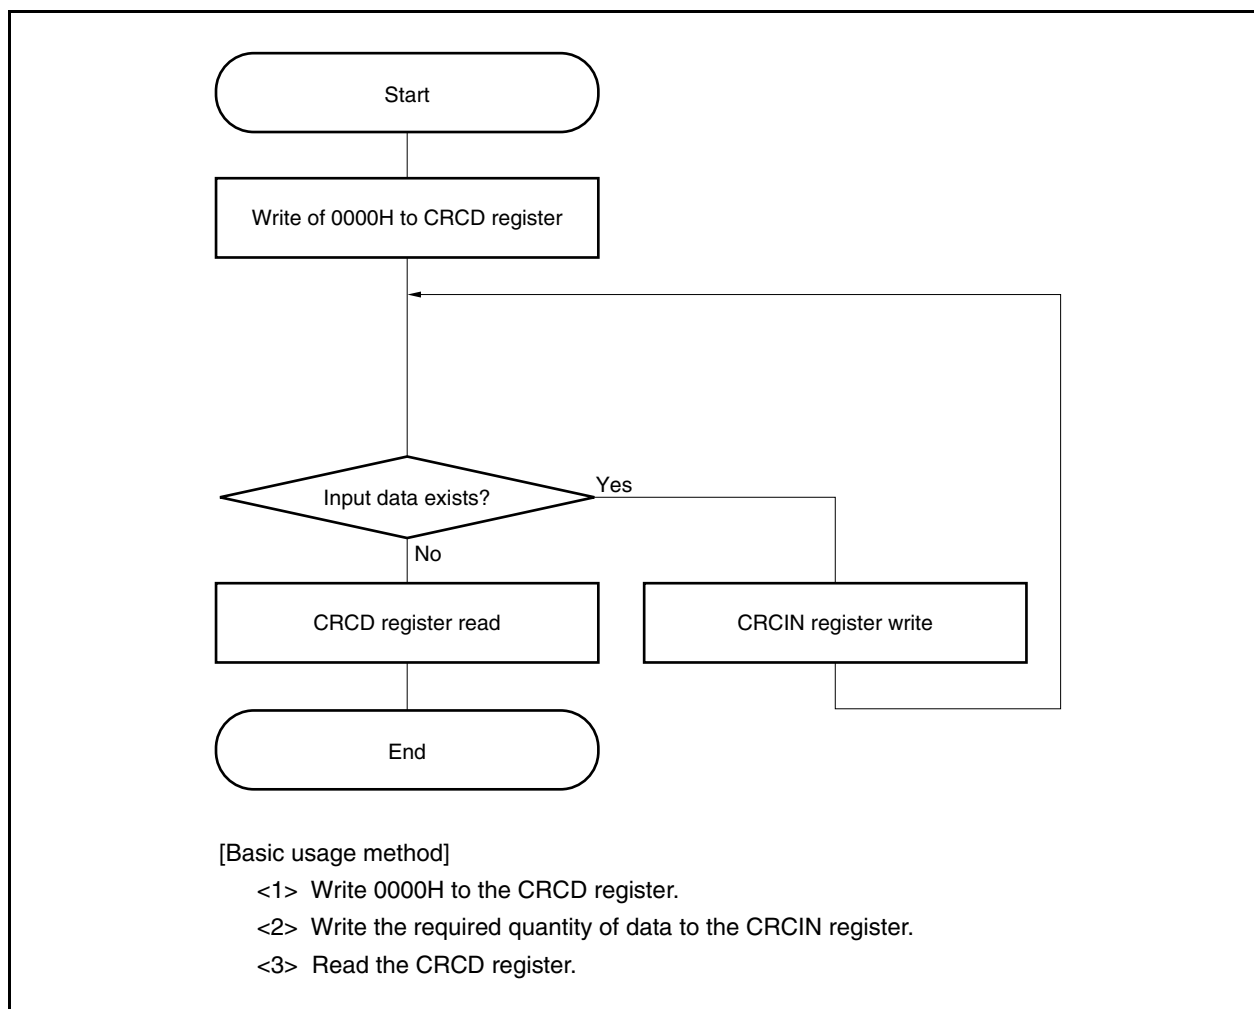 Start
Write of 0000H to CRCD register
Input data exists?
Yes
No
CRCD register read
CRCIN register write
End
[Basic usage method]
<1> Write 0000H to the CRCD register.
<2> Write the required quantity of data to the CRCIN register.
<3> Read the CRCD register.